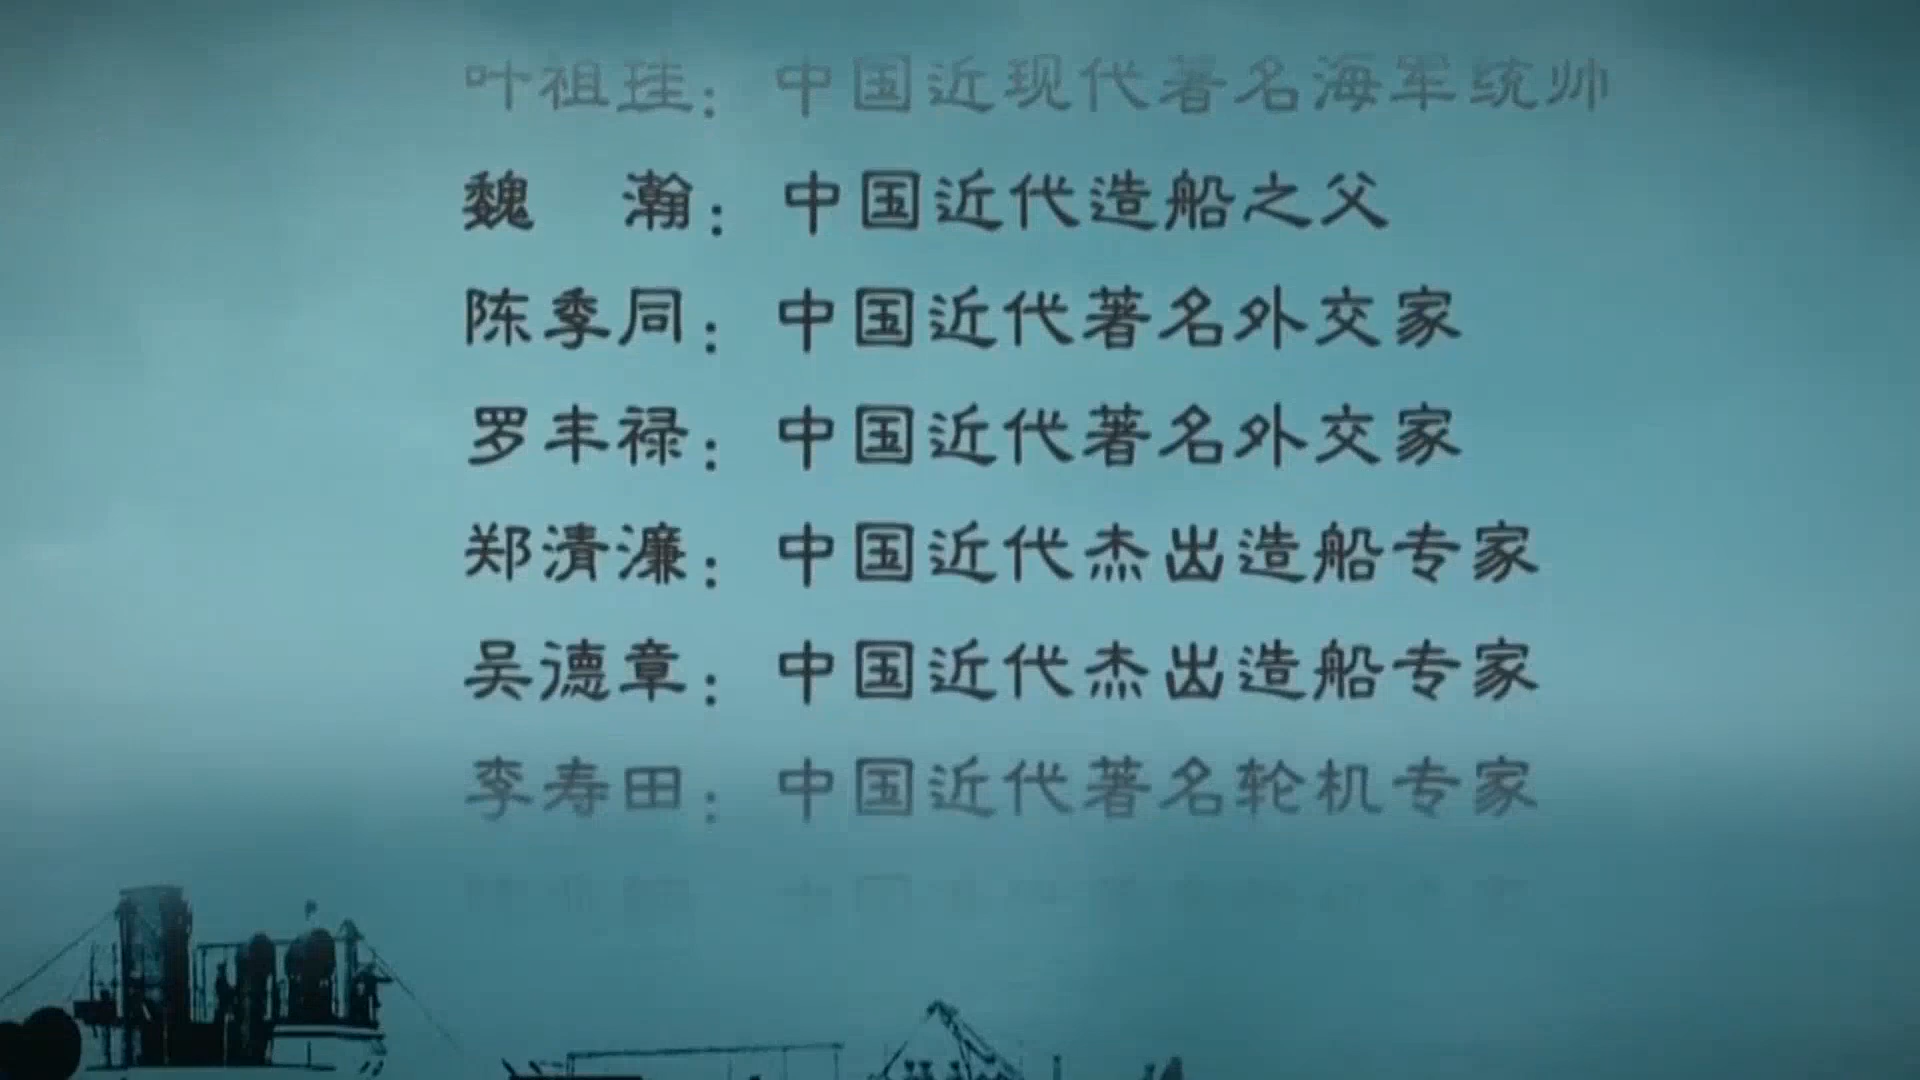 叶祖珪：中国近现代著名海军统帅
魏　瀚：中国近代造船之父
陈季同：中国近代著名外交家
罗丰禄：中国近代著名外交家
郑清濂：中国近代杰出造船专家
吴德章：中国近代杰出造船专家
李寿田：中国近代著名轮机专家